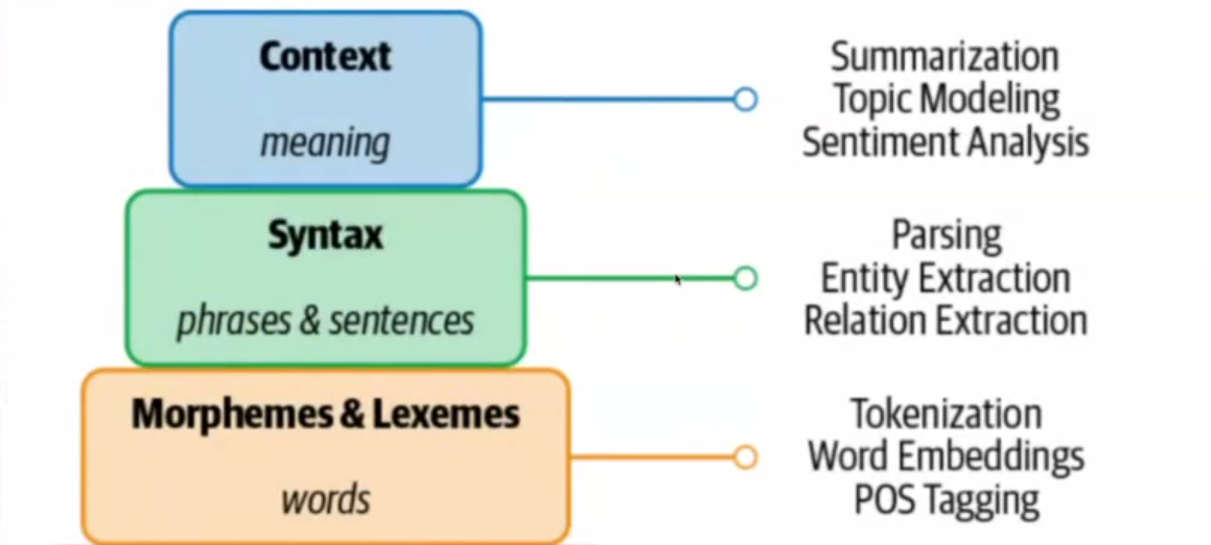 Context
meaning
Summarization
Topic Modeling
Sentiment Analysis
Syntax
phrases & sentences
Parsing
Entity Extraction
Relation Extraction
Morphemes & Lexemes
words
Tokenization
Word Embeddings
POS Tagging